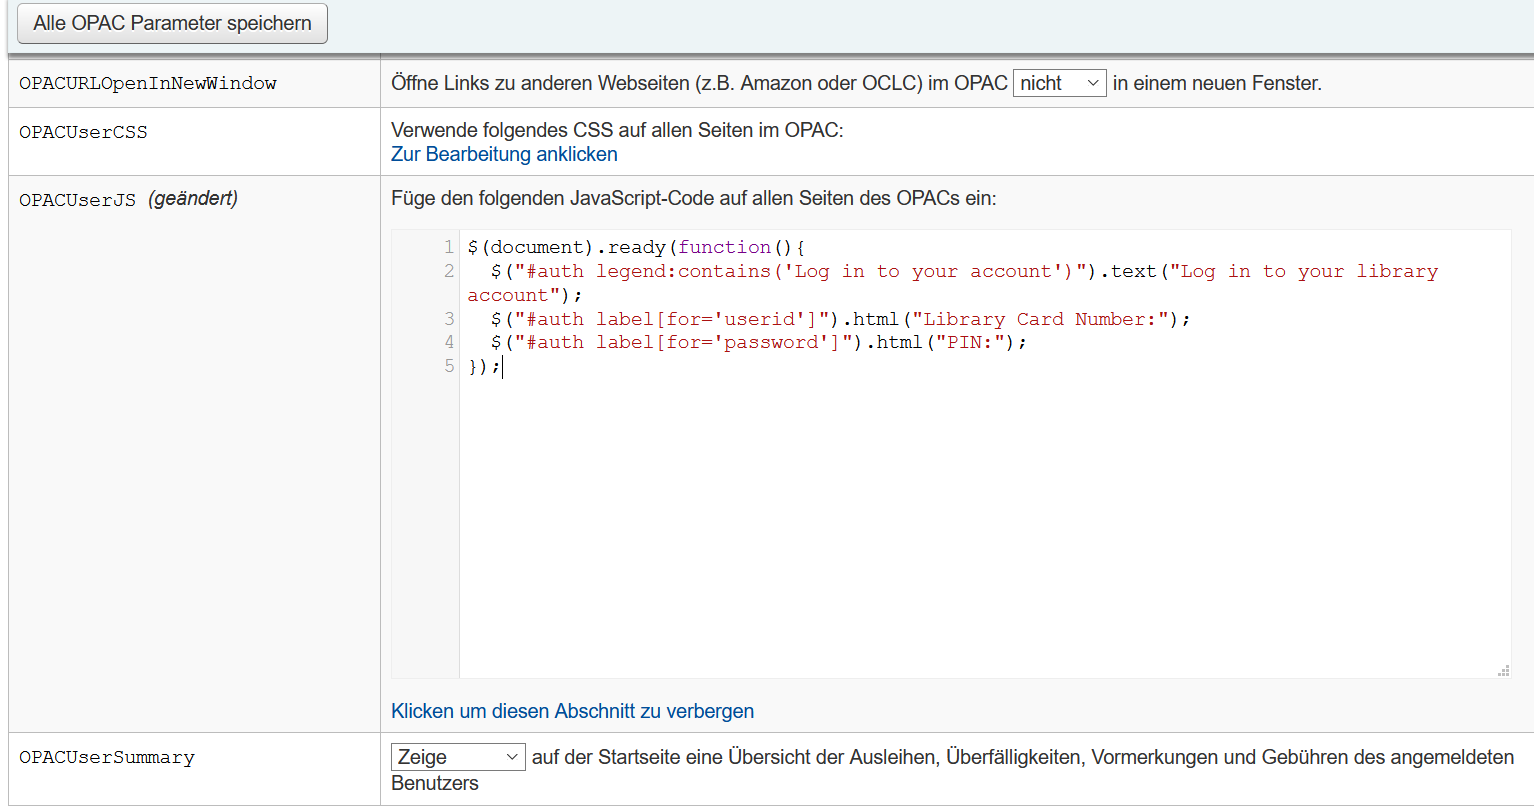 Alle OPAC Parameter speichern
OPACURLOpenInNewWindow
Öffne Links zu anderen Webseiten (z.B. Amazon oder OCLC) im OPAC nicht in einem neuen Fenster.
OPACUserCSS
Verwende folgendes CSS auf allen Seiten im OPAC:
Zur Bearbeitung anklicken
OPACUserJS (geändert)
Füge den folgenden JavaScript-Code auf allen Seiten des OPACs ein:
1 $(document).ready(function(){
2 $("#auth legend:contains('Log in to your account')").text("Log in to your library
account");
3 $("#auth label[for='userid']").html("Library Card Number:");
4 $("#auth label[for='password']").html("PIN:");
5 });
Klicken um diesen Abschnitt zu verbergen
OPACUserSummary
Zeige auf der Startseite eine Übersicht der Ausleihen, Überfälligkeiten, Vormerkungen und Gebühren des angemeldeten
Benutzers